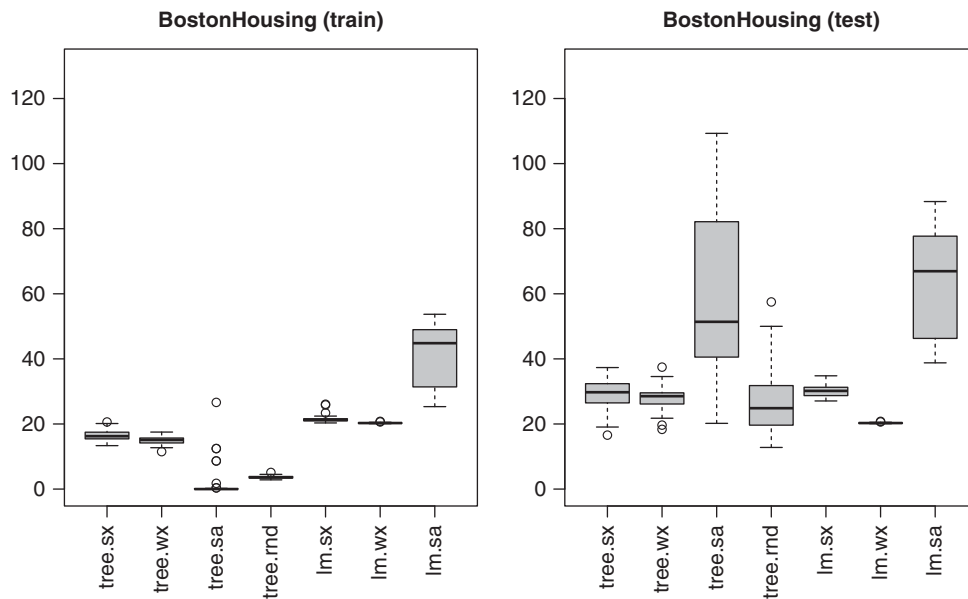 BostonHousing (train)
120
100
80
60
40
20
0
tree.sx
tree.wx
tree.sa
tree.rnd
lm.sx
lm.wx
lm.sa
BostonHousing (test)
120
100
80
60
40
20
0
tree.sx
tree.wx
tree.sa
tree.rnd
lm.sx
lm.wx
lm.sa